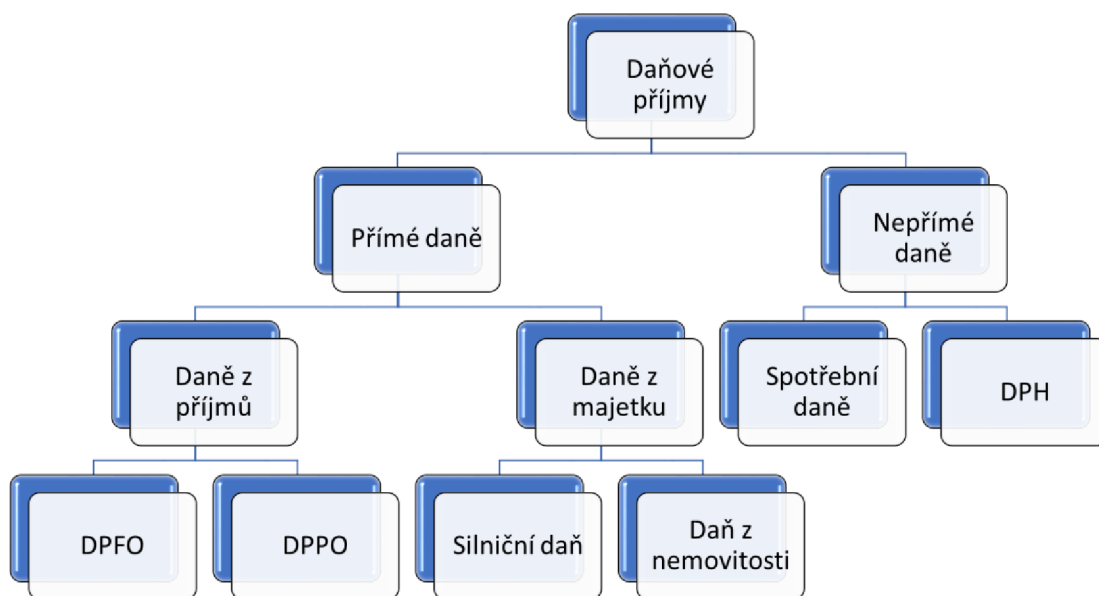 Daňové
příjmy
Přímé daně
Nepřímé
daně
Daně z
příjmů
Daně z
majetku
Spotřební
daně
DPH
DPFO
DPPO
Silniční daň
Daň z
nemovitosti